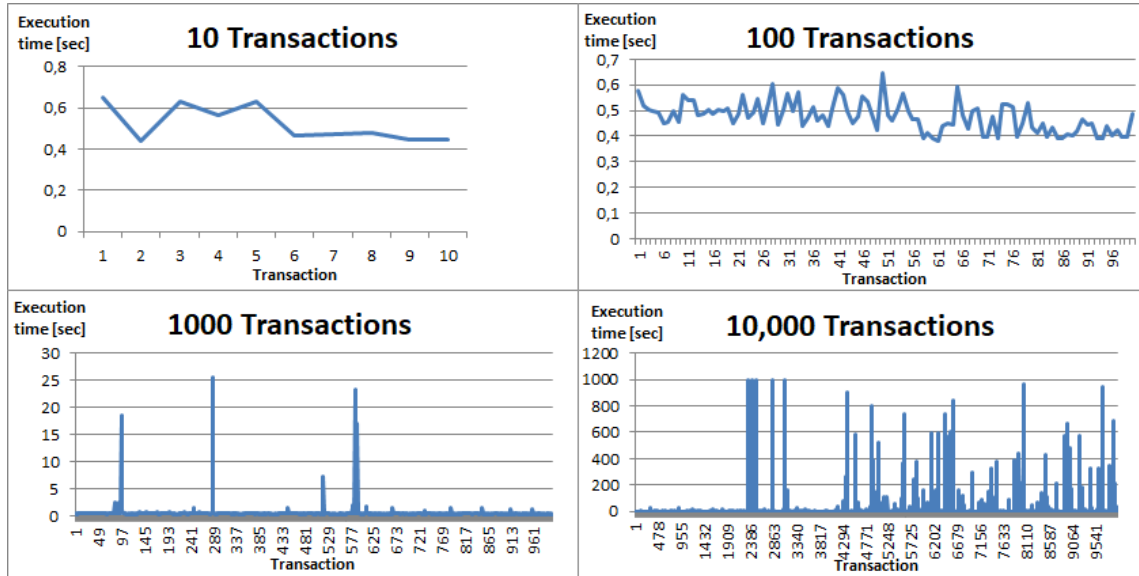 Execution
time [sec]
10 Transactions
0,8
0,6
0,4
0,2
0
1 2 3 4 5 6 7 8 9 10
Transaction
Execution
time [sec]
100 Transactions
0,7
0,6
0,5
0,4
0,3
0,2
0,1
0
1 6 11 16 21 26 31 36 41 46 51 56 61 66 71 76 81 86 91 96
Transaction
Execution
time [sec]
1000 Transactions
30
25
20
15
10
5
0
1 49 97 145 193 241 289 337 385 433 481 529 577 625 673 721 769 817 865 913 961
Transaction
Execution
time [sec]
10,000 Transactions
1200
1000
800
600
400
200
0
1 478 955 1432 1909 2386 2863 3340 3817 4294 4771 5248 5725 6202 6679 7156 7633 8110 8587 9064 9541
Transaction